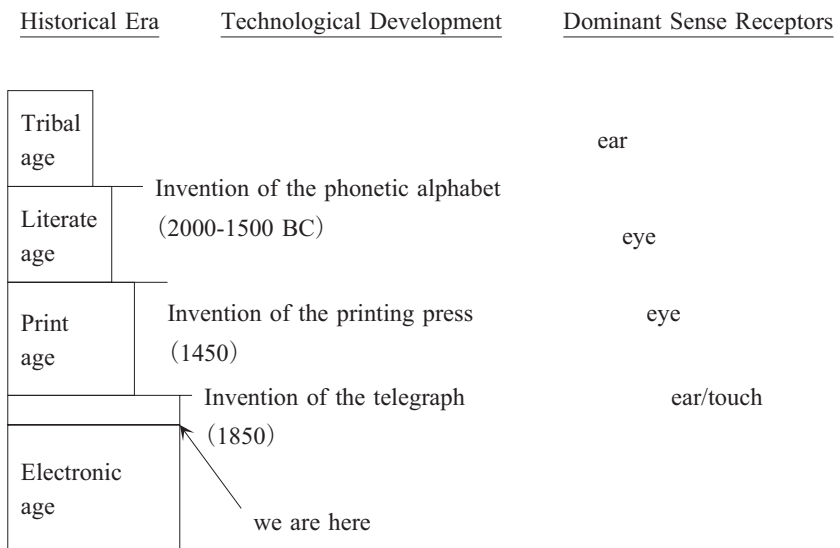 Historical Era Technological Development Dominant Sense Receptors
Tribal
age
ear
Invention of the phonetic alphabet
(2000-1500 BC)
Literate
age
eye
Print
age
Invention of the printing press
(1450)
eye
Invention of the telegraph
(1850)
ear/touch
Electronic
age
we are here